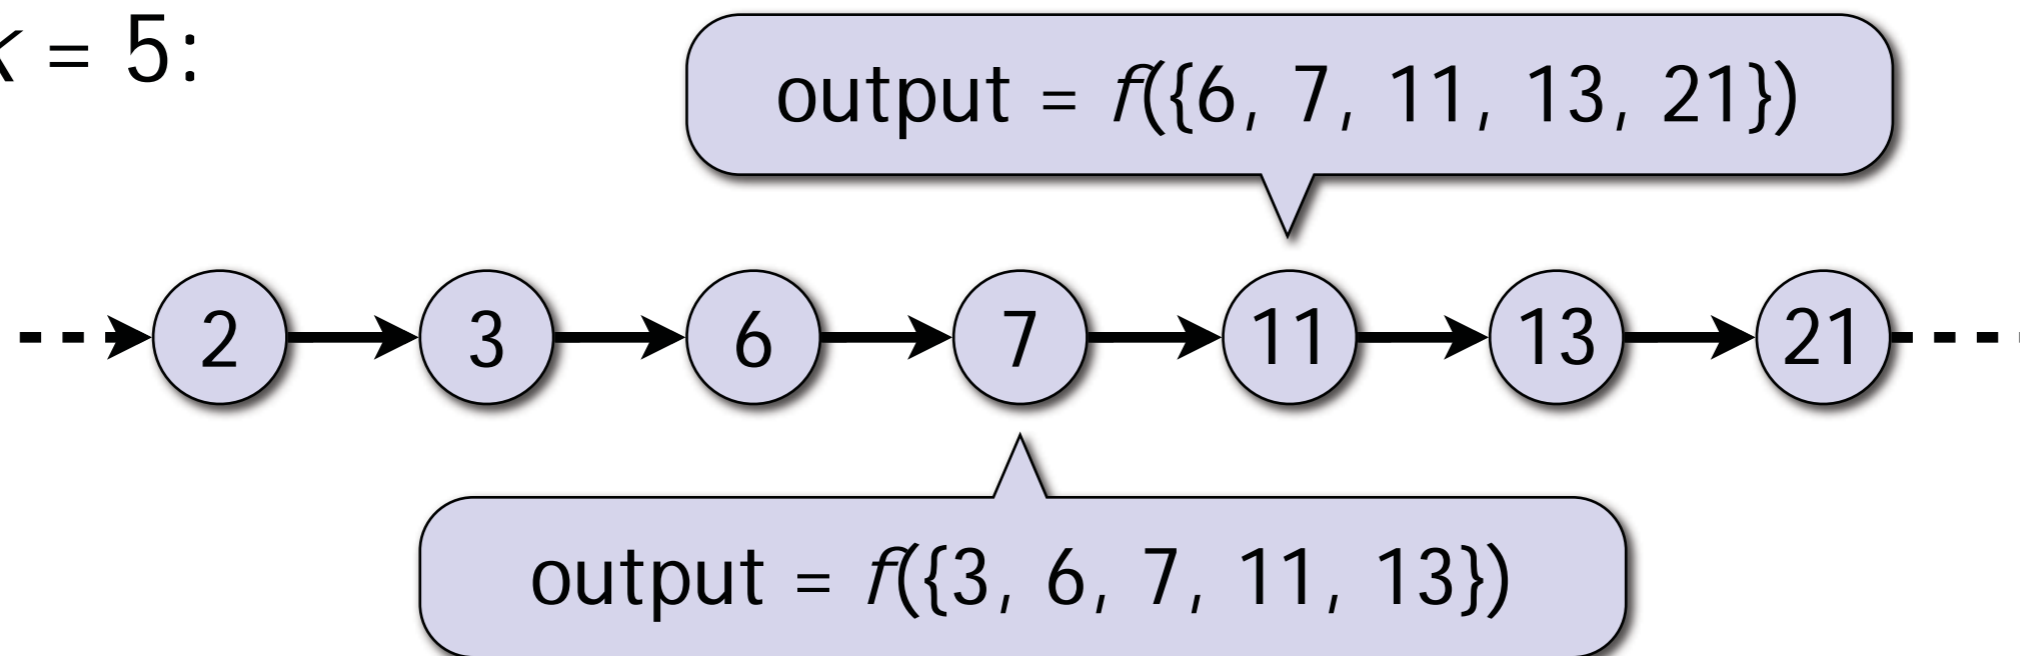 k = 5:
output = f({6, 7, 11, 13, 21})
2 3 6 7 11 13 21
output = f({3, 6, 7, 11, 13})